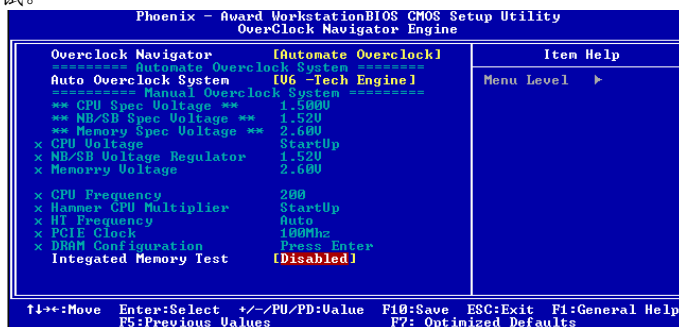 试。
Phoenix - Award WorkstationBIOS CMOS Setup Utility
OverClock Navigator Engine
Overclock Navigator [Automate Overclock]
========= Automate Overclock System =========
Auto Overclock System [V6 -Tech Engine]
========== Manual Overclock System =========
** CPU Spec Voltage ** 1.500V
** NB/SB Spec Voltage ** 1.52V
** Memory Spec Voltage ** 2.60V
x CPU Voltage StartUp
x NB/SB Voltage Regulator 1.52V
x Memorry Voltage 2.60V
x CPU Frequency 200
x Hammer CPU Multiplier StartUp
x HT Frequency Auto
x PCIE Clock 100Mhz
x DRAM Configuration Press Enter
Integated Memory Test [Disabled]
Item Help
Menu Level ▶
↑↓→←:Move Enter:Select +/-/PU/PD:Value F10:Save ESC:Exit F1:General Help
F5:Previous Values F7: Optimized Defaults